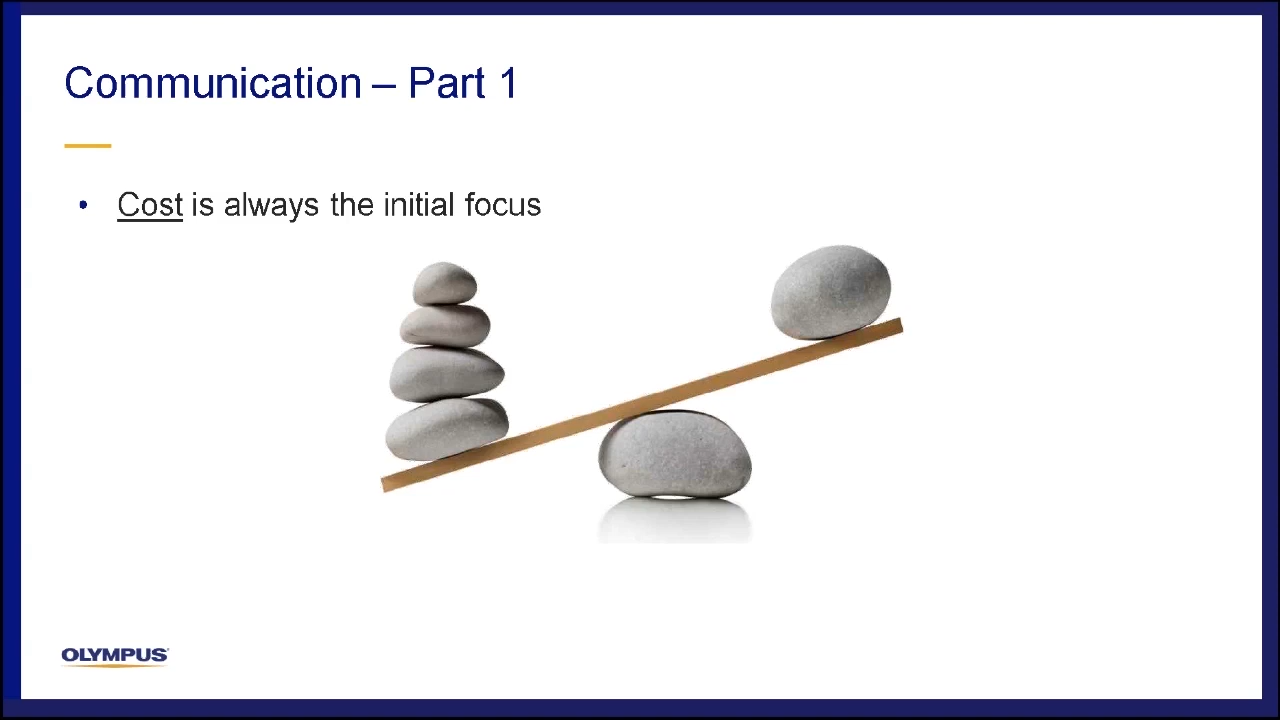 Communication – Part 1
• Cost is always the initial focus
OLYMPUS